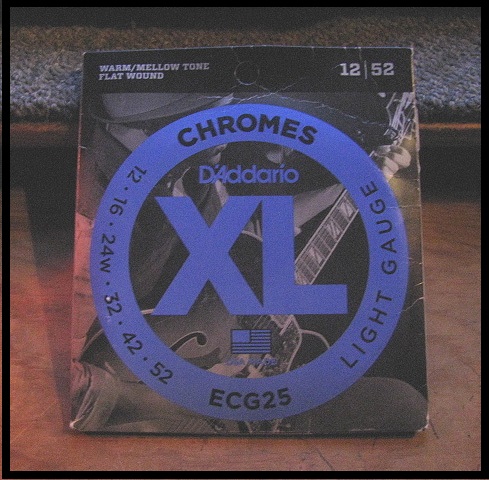 WARM/MELLOW TONE
FLAT WOUND
12|52
CHROMES
D'Addario
XL
12 • 16 • 24W • 32 • 42 • 52
LIGHT GAUGE
ECG25